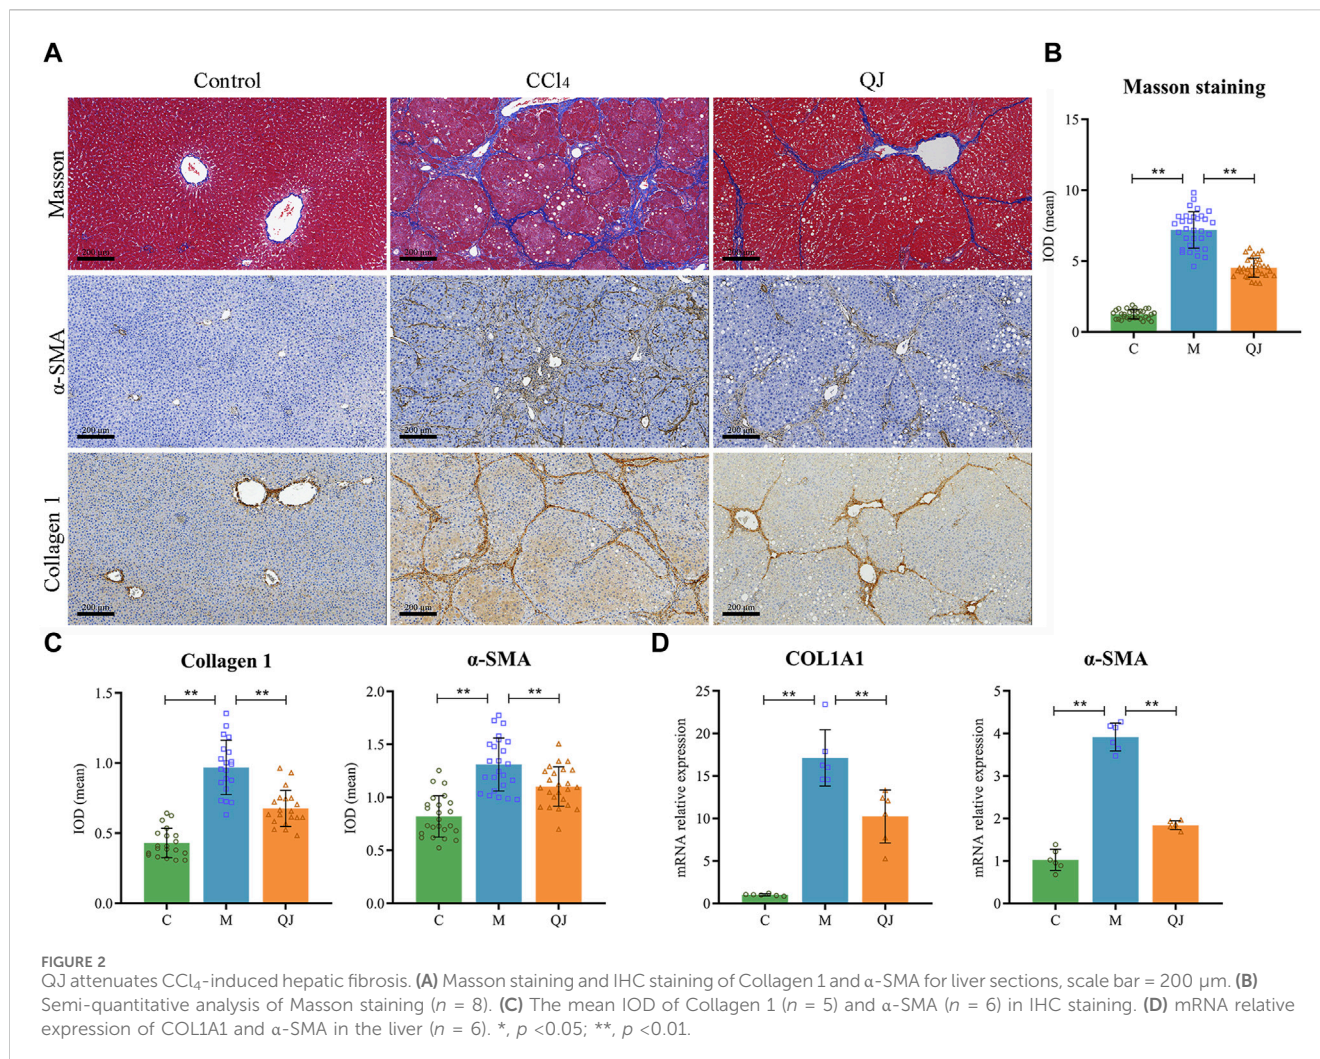 A
Control
CCl₄
QJ
Masson
200 μm
200 μm
α-SMA
200 μm
200 μm
200 μm
Collagen 1
200 μm
200 μm
200 μm
B
Masson staining
IOD (mean)
15
10
5
0
**
**
C
M
QJ
C
Collagen 1
IOD (mean)
1.5
1.0
0.5
0.0
**
**
C
M
QJ
α-SMA
IOD (mean)
2.0
1.5
1.0
0.5
0.0
**
**
C
M
QJ
D
COL1A1
mRNA relative expression
25
20
15
10
5
0
**
**
C
M
QJ
α-SMA
mRNA relative expression
5
4
3
2
1
0
**
**
C
M
QJ
FIGURE 2
QJ attenuates CCl₄-induced hepatic fibrosis. (A) Masson staining and IHC staining of Collagen 1 and α-SMA for liver sections, scale bar = 200 μm. (B)
Semi-quantitative analysis of Masson staining (n = 8). (C) The mean IOD of Collagen 1 (n = 5) and α-SMA (n = 6) in IHC staining. (D) mRNA relative
expression of COL1A1 and α-SMA in the liver (n = 6). *, p <0.05; **, p <0.01.